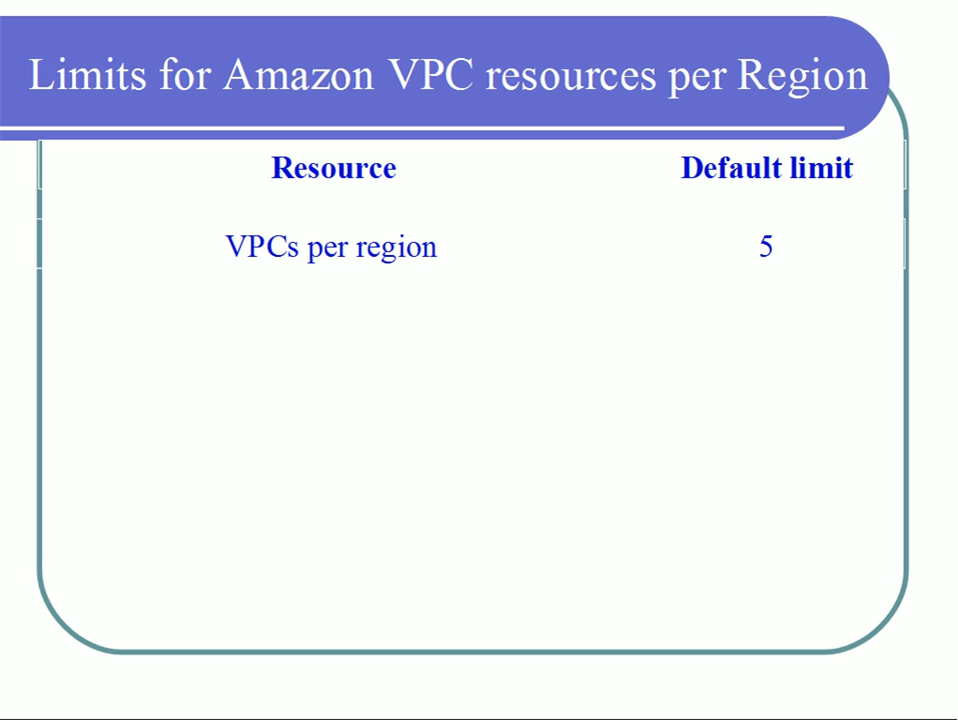 Limits for Amazon VPC resources per Region
Resource Default limit
VPCs per region 5